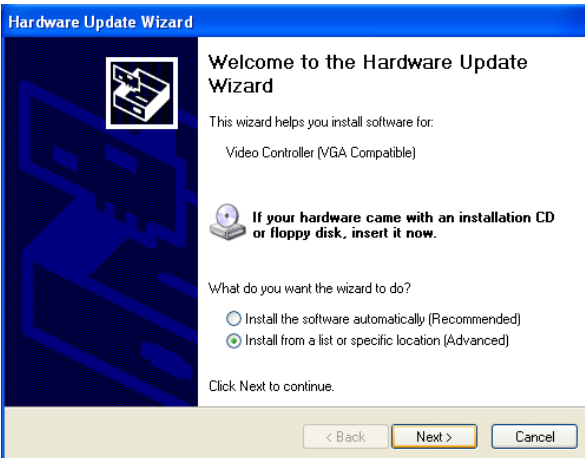 Hardware Update Wizard
Welcome to the Hardware Update
Wizard
This wizard helps you install software for:
Video Controller (VGA Compatible)
If your hardware came with an installation CD
or floppy disk, insert it now.
What do you want the wizard to do?
Install the software automatically (Recommended)
Install from a list or specific location (Advanced)
Click Next to continue.
< Back Next > Cancel